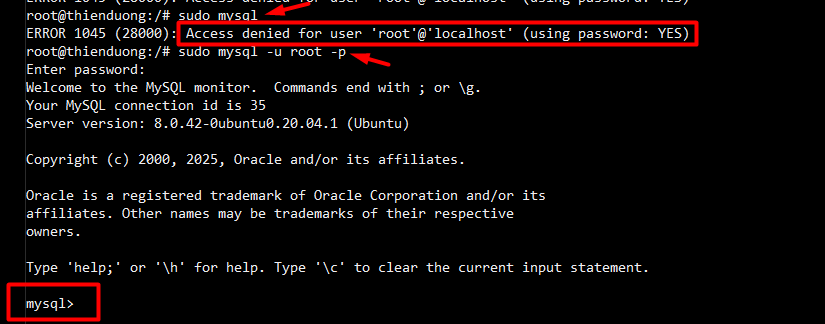 ERROR 1045 (28000): Access denied for user 'root'@'localhost' (using password: YES)
root@thienduong:/# sudo mysql
ERROR 1045 (28000): Access denied for user 'root'@'localhost' (using password: YES)
root@thienduong:/# sudo mysql -u root -p
Enter password:
Welcome to the MySQL monitor.  Commands end with ; or \g.
Your MySQL connection id is 35
Server version: 8.0.42-0ubuntu0.20.04.1 (Ubuntu)
Copyright (c) 2000, 2025, Oracle and/or its affiliates.
Oracle is a registered trademark of Oracle Corporation and/or its
affiliates. Other names may be trademarks of their respective
owners.
Type 'help;' or '\h' for help. Type '\c' to clear the current input statement.
mysql>